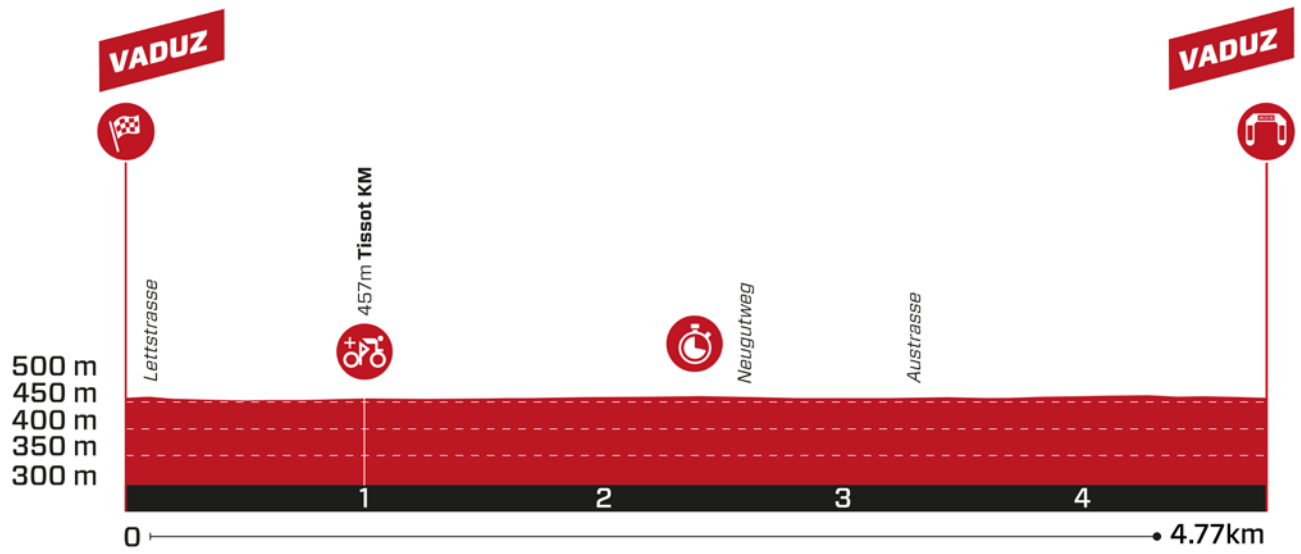 VADUZ
VADUZ
Lettstrasse
457m Tissot KM
Neugutweg
Austrasse
500 m
450 m
400 m
350 m
300 m
1
2
3
4
0
4.77km